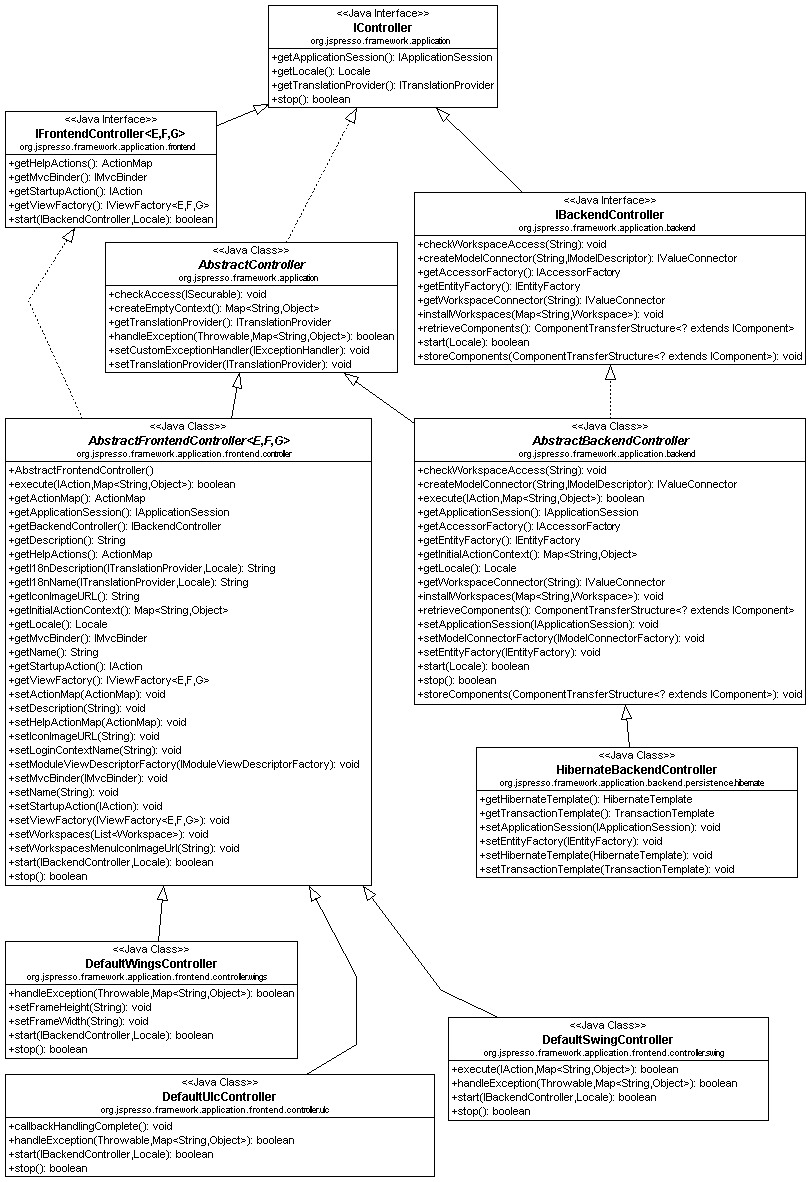 <<Java Interface>>
IController
org.jspresso.framework.application
+getApplicationSession(): IApplicationSession
+getLocale(): Locale
+getTranslationProvider(): ITranslationProvider
+stop(): boolean
<<Java Interface>>
IFrontendController<E,F,G>
org.jspresso.framework.application.frontend
+getHelpActions(): ActionMap
+getMvcBinder(): IMvcBinder
+getStartupAction(): IAction
+getViewFactory(): IViewFactory<E,F,G>
+start(IBackendController,Locale): boolean
<<Java Interface>>
IBackendController
org.jspresso.framework.application.backend
+checkWorkspaceAccess(String): void
+createModelConnector(String,IModelDescriptor): IValueConnector
+getAccessorFactory(): IAccessorFactory
+getEntityFactory(): IEntityFactory
+getWorkspaceConnector(String): IValueConnector
+installWorkspaces(Map<String,Workspace>): void
+retrieveComponents(): ComponentTransferStructure<? extends IComponent>
+start(Locale): boolean
+storeComponents(ComponentTransferStructure<? extends IComponent>): void
<<Java Class>>
AbstractController
org.jspresso.framework.application
+checkAccess(ISecurable): void
+createEmptyContext(): Map<String,Object>
+getTranslationProvider(): ITranslationProvider
+handleException(Throwable,Map<String,Object>): boolean
+setCustomExceptionHandler(IExceptionHandler): void
+setTranslationProvider(ITranslationProvider): void
<<Java Class>>
AbstractFrontendController<E,F,G>
org.jspresso.framework.application.frontend.controller
+AbstractFrontendController()
+execute(IAction,Map<String,Object>): boolean
+getActionMap(): ActionMap
+getApplicationSession(): IApplicationSession
+getBackendController(): IBackendController
+getDescription(): String
+getHelpActions(): ActionMap
+getI18nDescription(ITranslationProvider,Locale): String
+getI18nName(ITranslationProvider,Locale): String
+getIconImageURL(): String
+getInitialActionContext(): Map<String,Object>
+getLocale(): Locale
+getMvcBinder(): IMvcBinder
+getName(): String
+getStartupAction(): IAction
+getViewFactory(): IViewFactory<E,F,G>
+setActionMap(ActionMap): void
+setDescription(String): void
+setHelpActionMap(ActionMap): void
+setIconImageURL(String): void
+setLoginContextName(String): void
+setModuleViewDescriptorFactory(IModuleViewDescriptorFactory): void
+setMvcBinder(IMvcBinder): void
+setName(String): void
+setStartupAction(IAction): void
+setViewFactory(IViewFactory<E,F,G>): void
+setWorkspaces(List<Workspace>): void
+setWorkspacesMenuIconImageUrl(String): void
+start(IBackendController,Locale): boolean
+stop(): boolean
<<Java Class>>
AbstractBackendController
org.jspresso.framework.application.backend
+checkWorkspaceAccess(String): void
+createModelConnector(String,IModelDescriptor): IValueConnector
+execute(IAction,Map<String,Object>): boolean
+getApplicationSession(): IApplicationSession
+getAccessorFactory(): IAccessorFactory
+getEntityFactory(): IEntityFactory
+getInitialActionContext(): Map<String,Object>
+getLocale(): Locale
+getWorkspaceConnector(String): IValueConnector
+installWorkspaces(Map<String,Workspace>): void
+retrieveComponents(): ComponentTransferStructure<? extends IComponent>
+setApplicationSession(IApplicationSession): void
+setModelConnectorFactory(IModelConnectorFactory): void
+setEntityFactory(IEntityFactory): void
+start(Locale): boolean
+stop(): boolean
+storeComponents(ComponentTransferStructure<? extends IComponent>): void
<<Java Class>>
HibernateBackendController
org.jspresso.framework.application.backend.persistence.hibernate
+getHibernateTemplate(): HibernateTemplate
+getTransactionTemplate(): TransactionTemplate
+setApplicationSession(IApplicationSession): void
+setEntityFactory(IEntityFactory): void
+setHibernateTemplate(HibernateTemplate): void
+setTransactionTemplate(TransactionTemplate): void
<<Java Class>>
DefaultWingsController
org.jspresso.framework.application.frontend.controller.wings
+handleException(Throwable,Map<String,Object>): boolean
+setFrameHeight(String): void
+setFrameWidth(String): void
+start(IBackendController,Locale): boolean
+stop(): boolean
<<Java Class>>
DefaultSwingController
org.jspresso.framework.application.frontend.controller.swing
+execute(IAction,Map<String,Object>): boolean
+handleException(Throwable,Map<String,Object>): boolean
+start(IBackendController,Locale): boolean
+stop(): boolean
<<Java Class>>
DefaultUlcController
org.jspresso.framework.application.frontend.controller.ulc
+callbackHandlingComplete(): void
+handleException(Throwable,Map<String,Object>): boolean
+start(IBackendController,Locale): boolean
+stop(): boolean